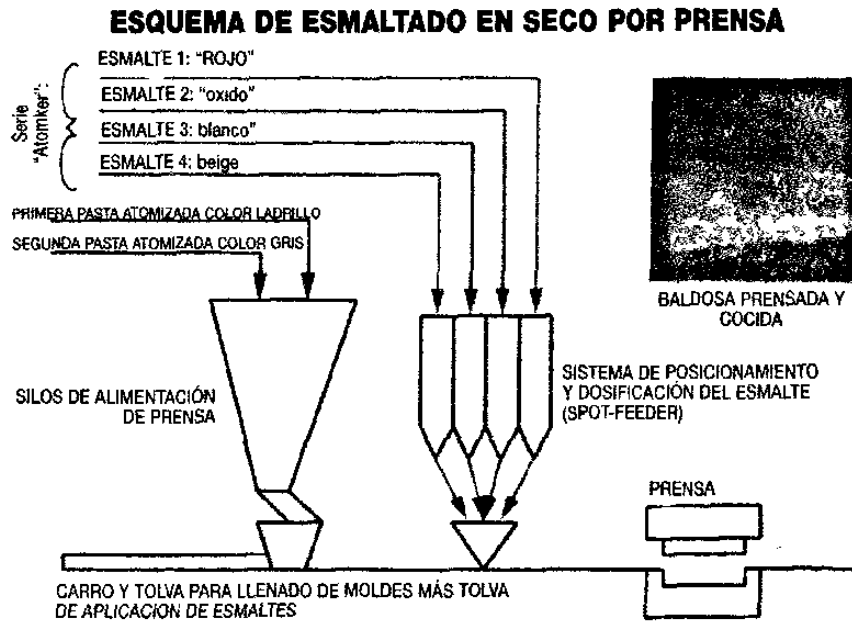 ESQUEMA DE ESMALTADO EN SECO POR PRENSA
Serie
"Atomker":
ESMALTE 1: "ROJO"
ESMALTE 2: "oxido"
ESMALTE 3: blanco"
ESMALTE 4: beige
PRIMERA PASTA ATOMIZADA COLOR LADRILLO
SEGUNDA PASTA ATOMIZADA COLOR GRIS
BALDOSA PRENSADA Y
COCIDA
SILOS DE ALIMENTACIÓN
DE PRENSA
SISTEMA DE POSICIONAMIENTO
Y DOSIFICACIÓN DEL ESMALTE
(SPOT-FEEDER)
PRENSA
CARRO Y TOLVA PARA LLENADO DE MOLDES MÁS TOLVA
DE APLICACION DE ESMALTES